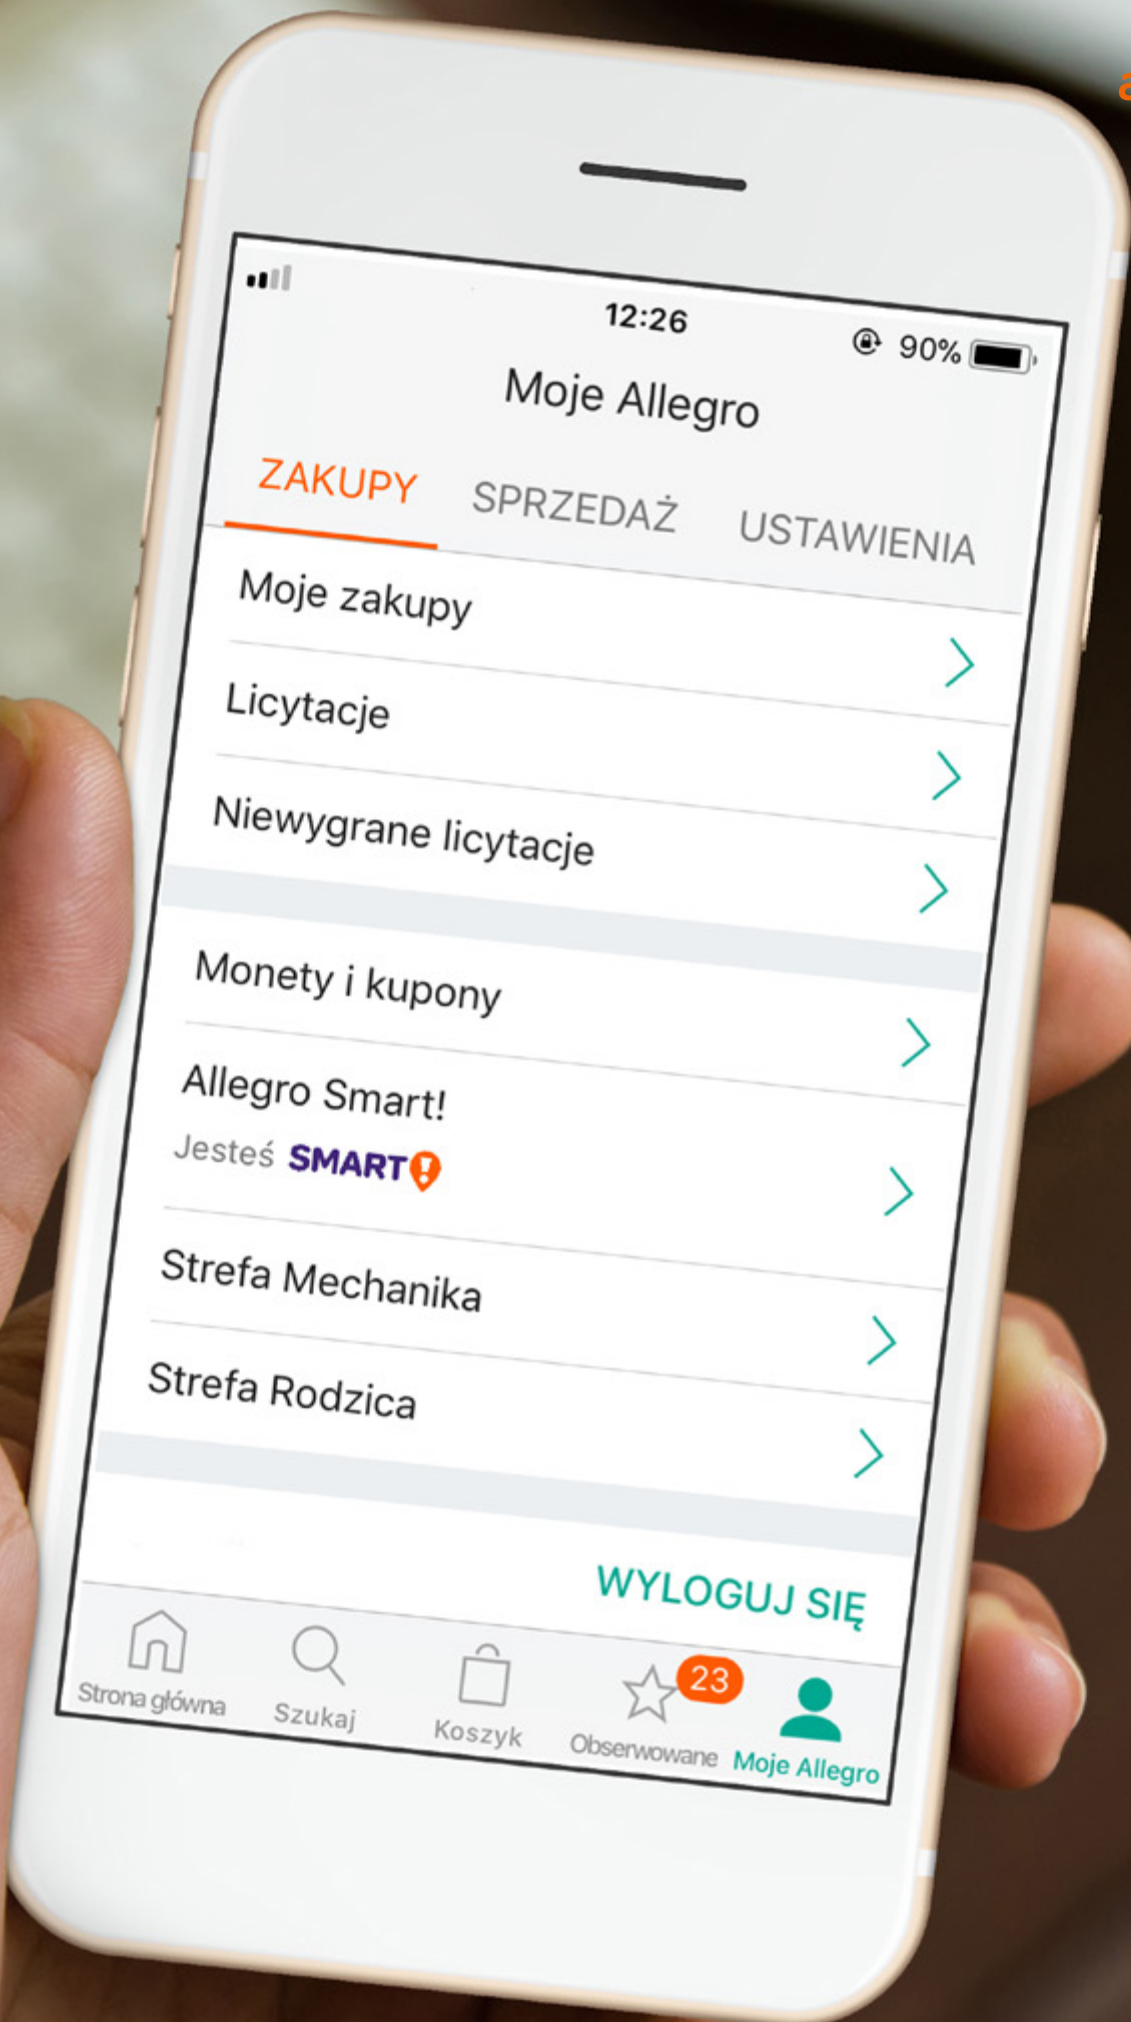 12:26
90%
Moje Allegro
ZAKUPY SPRZEDAŻ USTAWIENIA
Moje zakupy
Licytacje
Niewygrane licytacje
Monety i kupony
Allegro Smart!
Jesteś SMART!
Strefa Mechanika
Strefa Rodzica
WYLOGUJ SIĘ
23
Strona główna Szukaj Koszyk Obserwowane Moje Allegro